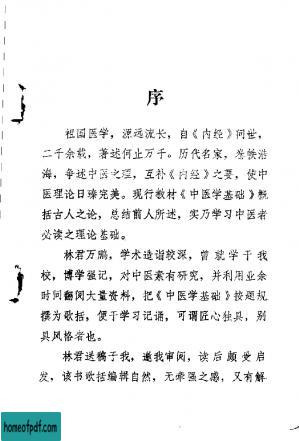 序
祖国医学，源远流长，自《内经》问世，
二千余载，著述何止万千。历代名家，卷帙浩
海，争述中医之理，互补《内经》之要，使中
医理论日臻完美。现行教材《中医学基础》概
括古人之论，总结前人所述，实乃学习中医者
必读之理论基础。
林君万鹏，学术造诣较深，曾就学于我
校，博学强记，对中医素有研究，并利用业余
时间翻阅大量资料，把《中医学基础》按题规
撰为歌括，便于学习记诵，可谓匠心独具，别
具风格者也。
林君送稿于我，邀我审阅，读后颇受启
发，该书歌括编辑自然，无牵强之感，又有解
homeofpdf.com